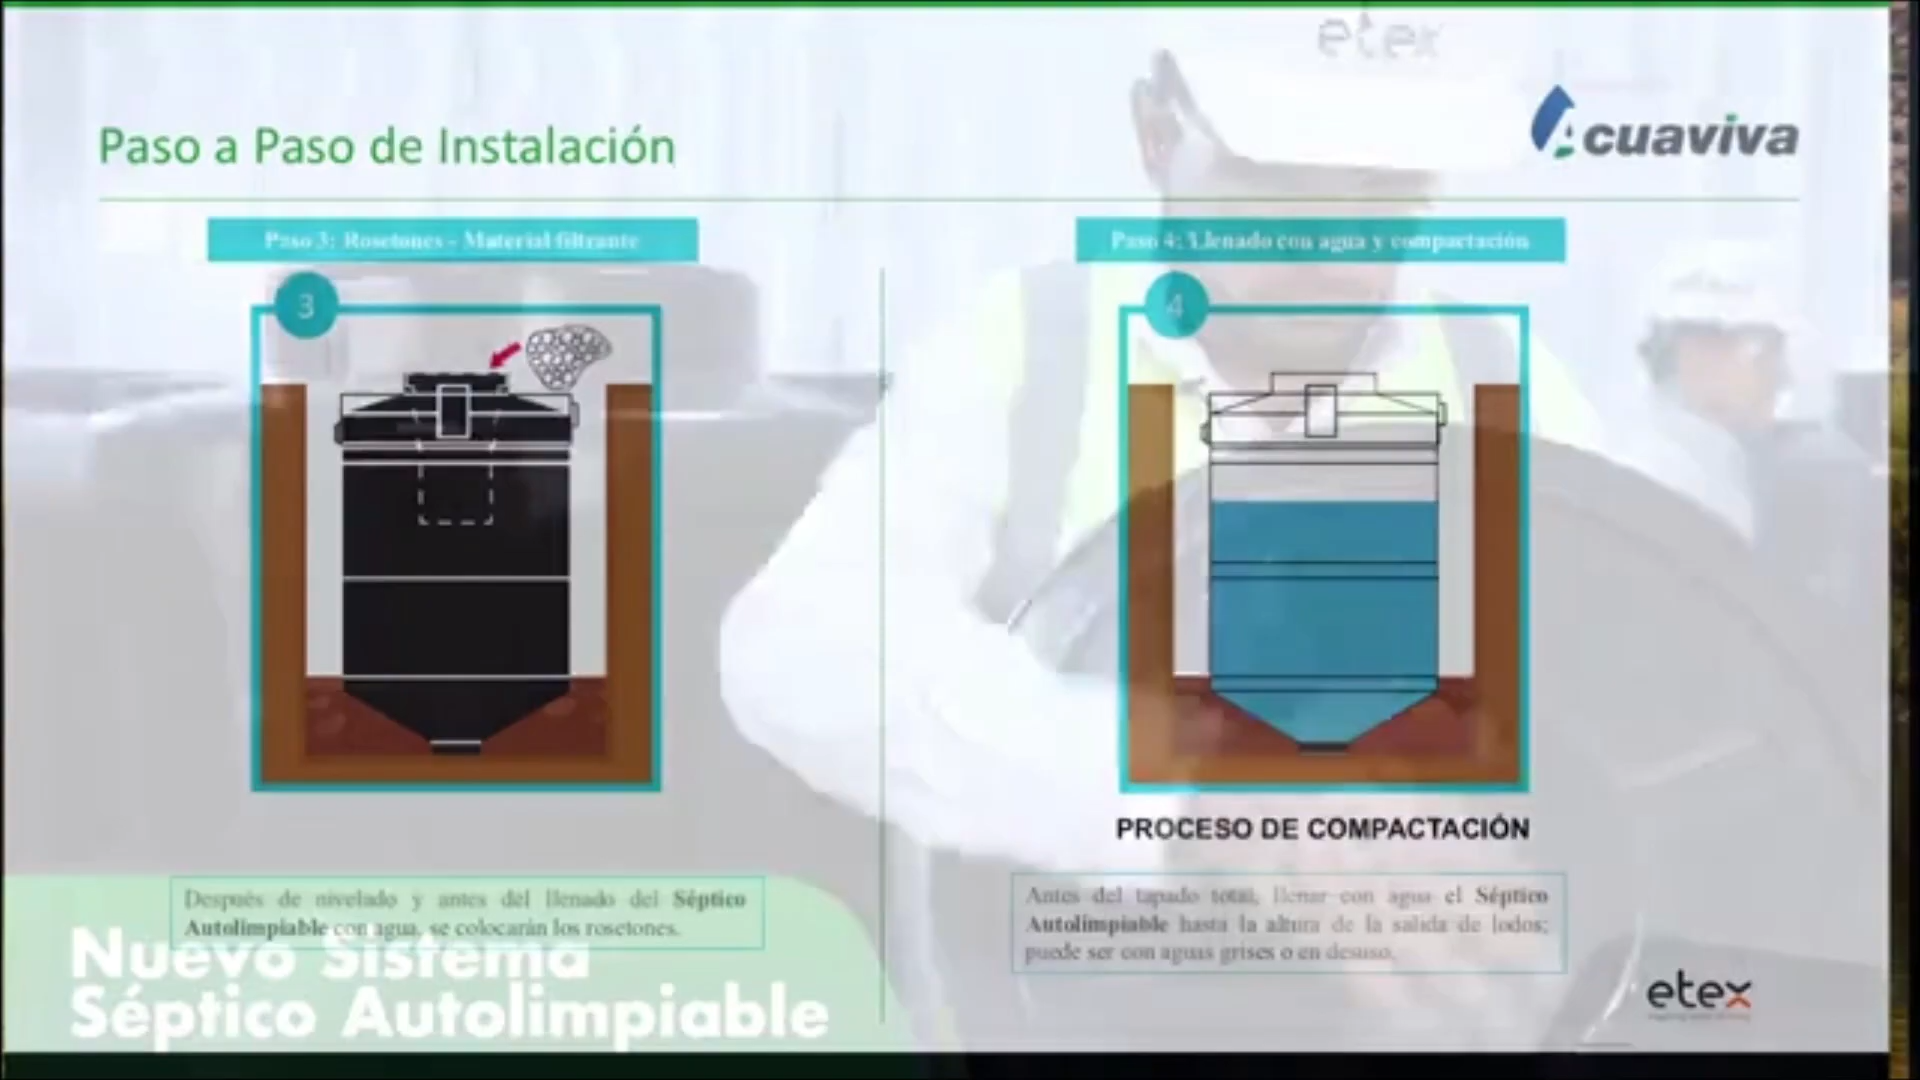 etex
Acuaviva
Paso a Paso de Instalación
Paso 3: Rosetones - Material filtrante
Paso 4: Llenado con agua y compactación
3
4
PROCESO DE COMPACTACIÓN
Después de nivelado y antes del llenado del Séptico
Autolimpiable con agua, se colocarán los rosetones.
Antes del tapado total, llenar con agua el Séptico
Autolimpiable hasta la altura de la salida de lodos;
puede ser con aguas grises o en desuso.
Nuevo Sistema
Séptico Autolimpiable
etex